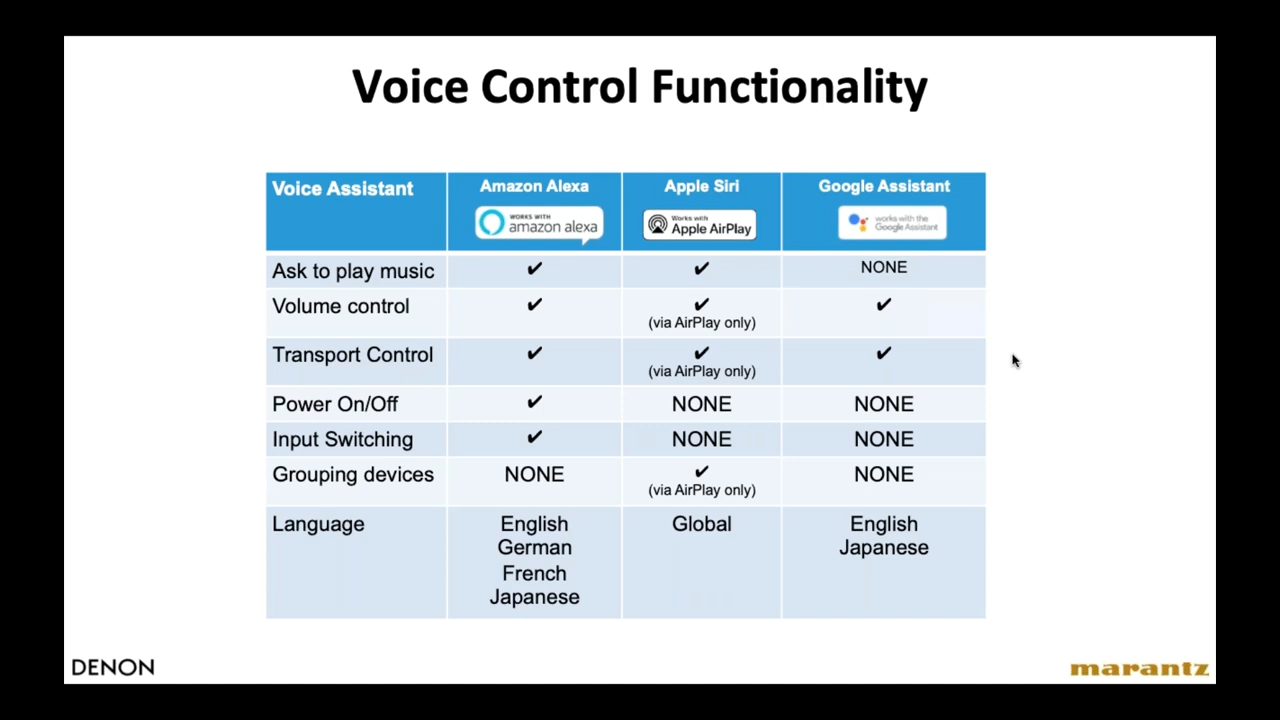 Voice Control Functionality
Voice Assistant
Amazon Alexa
Apple Siri
Google Assistant
WORKS WITH
amazon alexa
Works with
Apple AirPlay
works with the
Google Assistant
Ask to play music ✔ ✔ NONE
Volume control ✔ ✔ ✔
(via AirPlay only)
Transport Control ✔ ✔ ✔
(via AirPlay only)
Power On/Off ✔ NONE NONE
Input Switching ✔ NONE NONE
Grouping devices NONE ✔ NONE
(via AirPlay only)
Language English Global English
German Japanese
French
Japanese
DENON
marantz